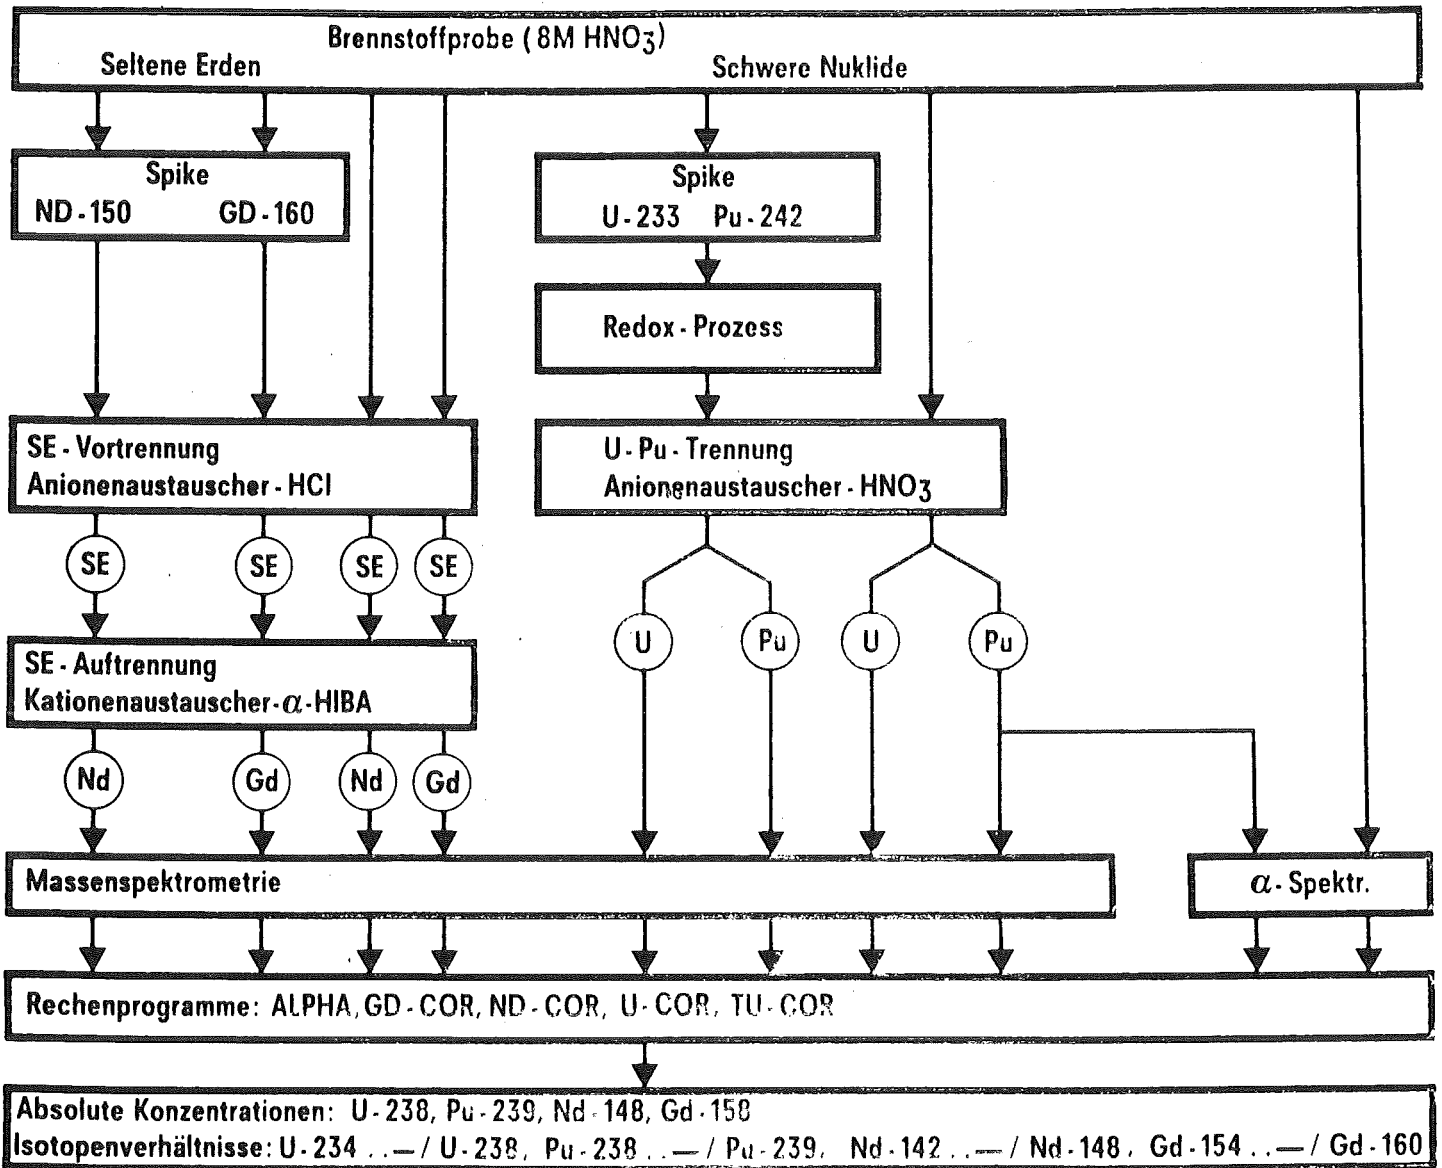 Brennstoffprobe (8M HNO3)
Seltene Erden Schwere Nuklide
Spike
ND-150 GD-160
Spike
U-233 Pu-242
Redox-Prozess
SE-Vortrennung
Anionenaustauscher-HCl
U-Pu-Trennung
Anionenaustauscher-HNO3
SE SE SE SE
U Pu U Pu
SE-Auftrennung
Kationenaustauscher-α-HIBA
Nd Gd Nd Gd
Massenspektrometrie
α-Spektr.
Rechenprogramme: ALPHA, GD-COR, ND-COR, U-COR, TU-COR
Absolute Konzentrationen: U-238, Pu-239, Nd-148, Gd-158
Isotopenverhältnisse: U-234 ..—/ U-238, Pu-238 ..—/ Pu-239, Nd-142 ..—/ Nd-148, Gd-154 ..—/ Gd-160